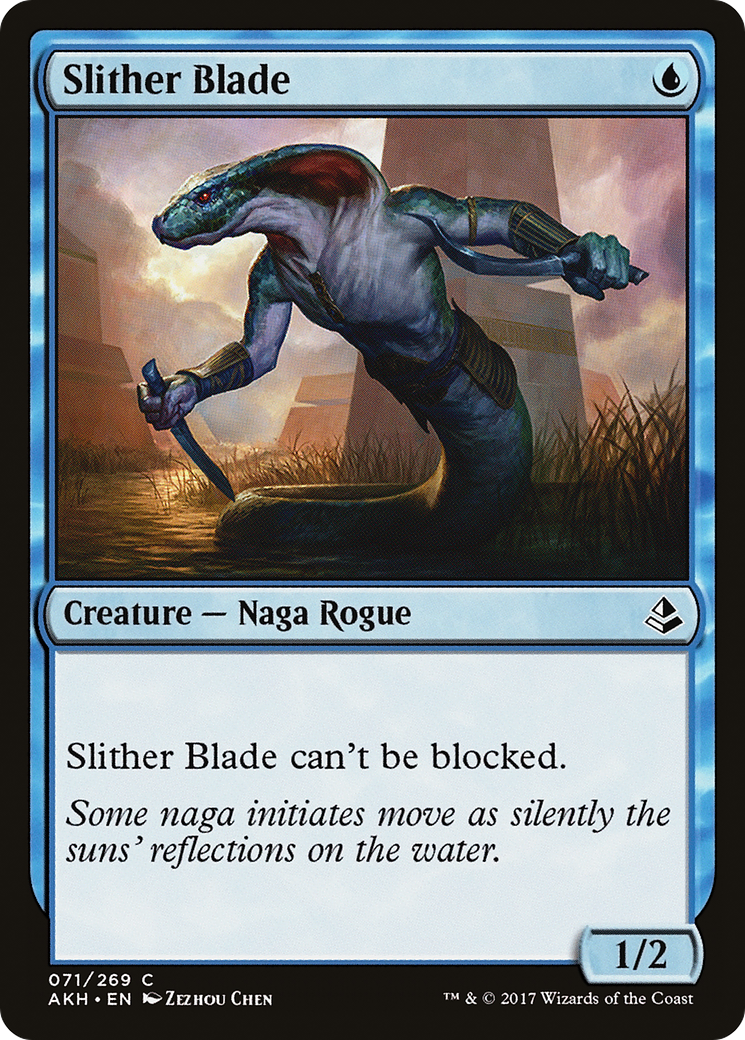 Slither Blade
Creature — Naga Rogue
Slither Blade can't be blocked.
Some naga initiates move as silently the
suns' reflections on the water.
1/2
071/269 C
AKH • EN Zezhou Chen
™ & © 2017 Wizards of the Coast